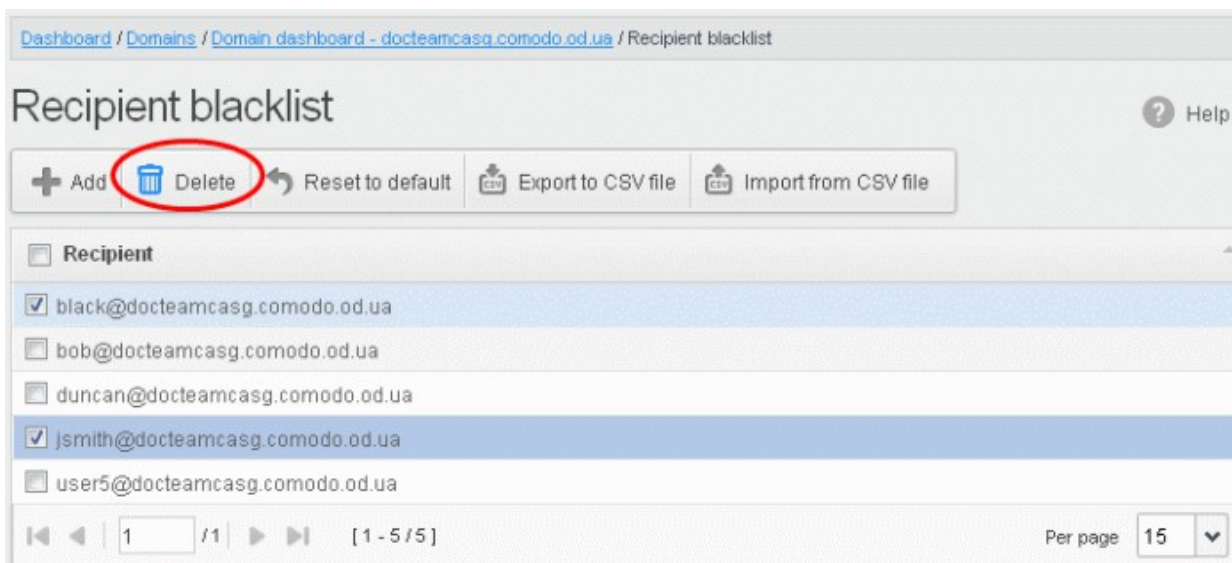 Dashboard / Domains / Domain dashboard - docteamcasg.comodo.od.ua / Recipient blacklist
Recipient blacklist
? Help
Add Delete Reset to default CSV Export to CSV file CSV Import from CSV file
Recipient
black@docteamcasg.comodo.od.ua
bob@docteamcasg.comodo.od.ua
duncan@docteamcasg.comodo.od.ua
jsmith@docteamcasg.comodo.od.ua
user5@docteamcasg.comodo.od.ua
1 / 1 [ 1 - 5 / 5 ] Per page 15